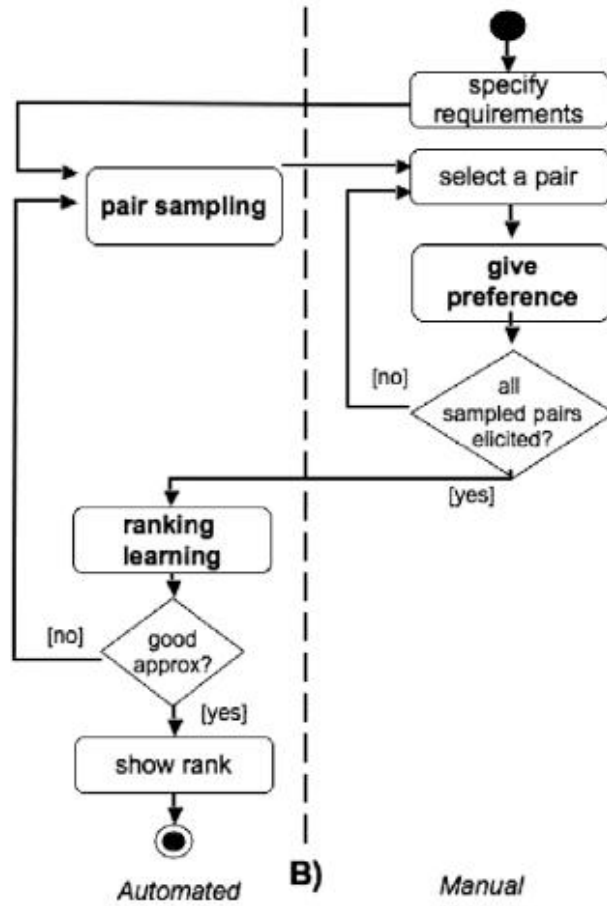 specify
requirements
pair sampling
select a pair
give
preference
[no]
all
sampled pairs
elicited?
[yes]
ranking
learning
[no]
good
approx?
[yes]
show rank
B)
Automated
Manual